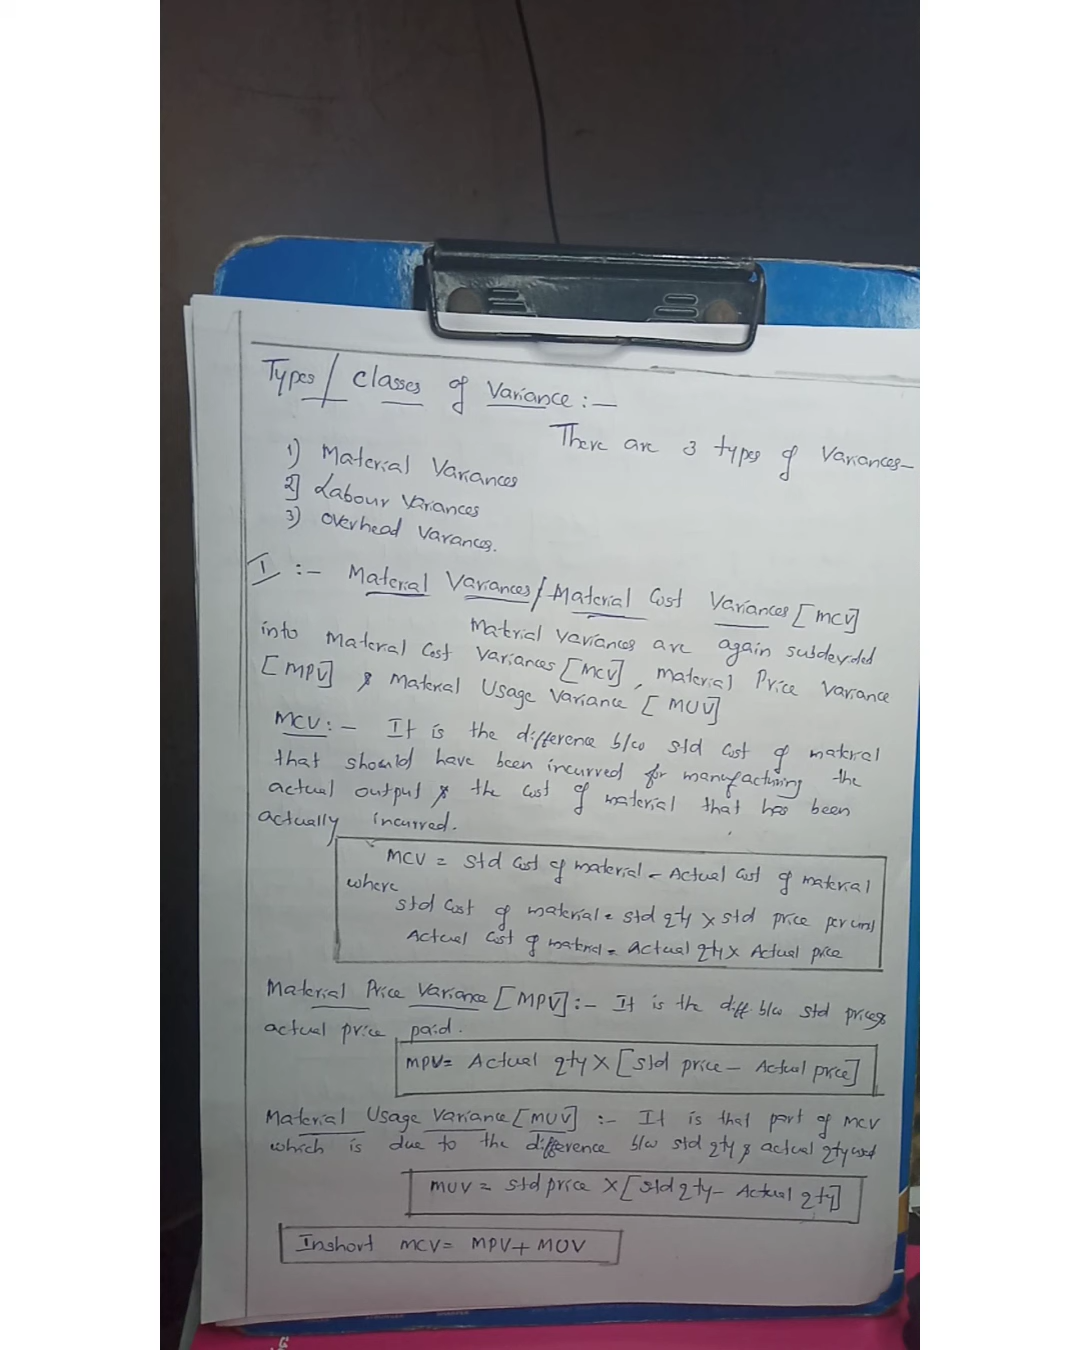 Types / Classes of Variance :-
There are 3 types of Variances-
1) Material Variances
2] Labour Variances
3) Overhead Varances.
I :- Material Variances / Material Cost Variances [MCV]
Material variances are again subdevided
into Material Cost Variances [MCV], Material Price Variance
[MPV] & Material Usage Variance [MUV]
MCV :- It is the difference b/w std cost of material
that should have been incurred for manufacturing the
actual output & the cost of material that has been
actually incurred.
MCV = Std Cost of material - Actual Cost of material
where
std Cost of material = std qty X std price per unit
Actual Cost of material = Actual qty X Actual price
Material Price Variance [MPV] :- It is the diff. b/w std price &
actual price paid.
MPV = Actual qty X [std price - Actual price]
Material Usage Variance [MUV] :- It is that part of MCV
which is due to the difference b/w std qty & actual qty used
MUV = std price X [std qty - Actual qty]
Inshort MCV = MPV + MUV